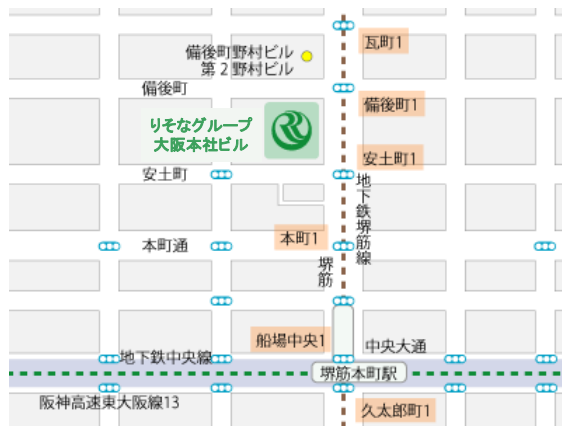 瓦町1
備後町野村ビル
第2野村ビル
備後町
備後町1
りそなグループ
大阪本社ビル
安土町1
安土町
地下鉄堺筋線
本町1
本町通
堺筋
船場中央1
中央大通
地下鉄中央線
堺筋本町駅
阪神高速東大阪線13
久太郎町1